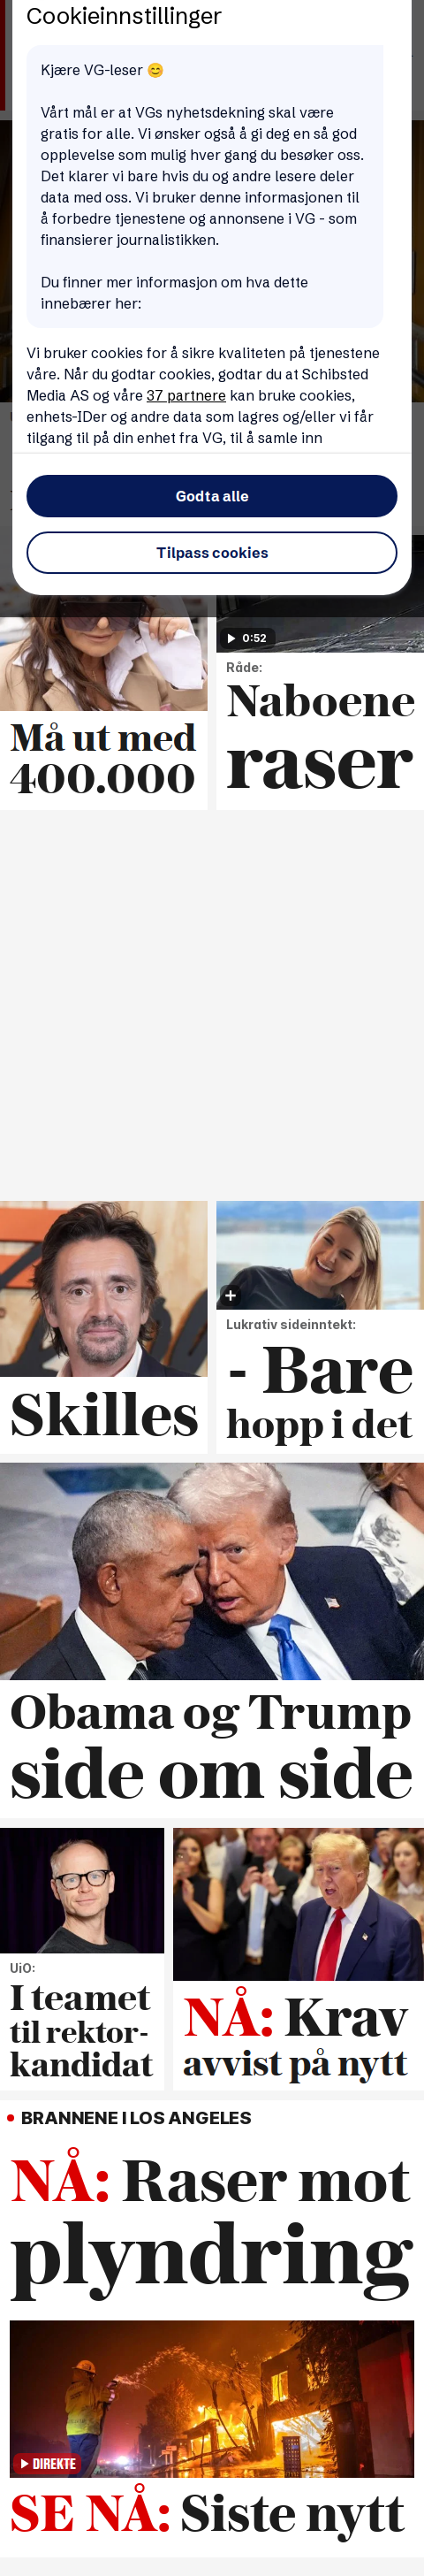 Cookieinnstillinger
Kjære VG-leser 😊
Vårt mål er at VGs nyhetsdekning skal være
gratis for alle. Vi ønsker også å gi deg en så god
opplevelse som mulig hver gang du besøker oss.
Det klarer vi bare hvis du og andre lesere deler
data med oss. Vi bruker denne informasjonen til
å forbedre tjenestene og annonsene i VG - som
finansierer journalistikken.
Du finner mer informasjon om hva dette
innebærer her:
Vi bruker cookies for å sikre kvaliteten på tjenestene
våre. Når du godtar cookies, godtar du at Schibsted
Media AS og våre 37 partnere kan bruke cookies,
enhets-IDer og andre data som lagres og/eller vi får
tilgang til på din enhet fra VG, til å samle inn
Godta alle
Tilpass cookies
0:52
Må ut med
400.000
Råde:
Naboene
raser
Skilles
Lukrativ sideinntekt:
- Bare
hopp i det
Obama og Trump
side om side
UiO:
I teamet
til rektor-
kandidat
NÅ: Krav
avvist på nytt
BRANNENE I LOS ANGELES
NÅ: Raser mot
plyndring
DIREKTE
SE NÅ: Siste nytt